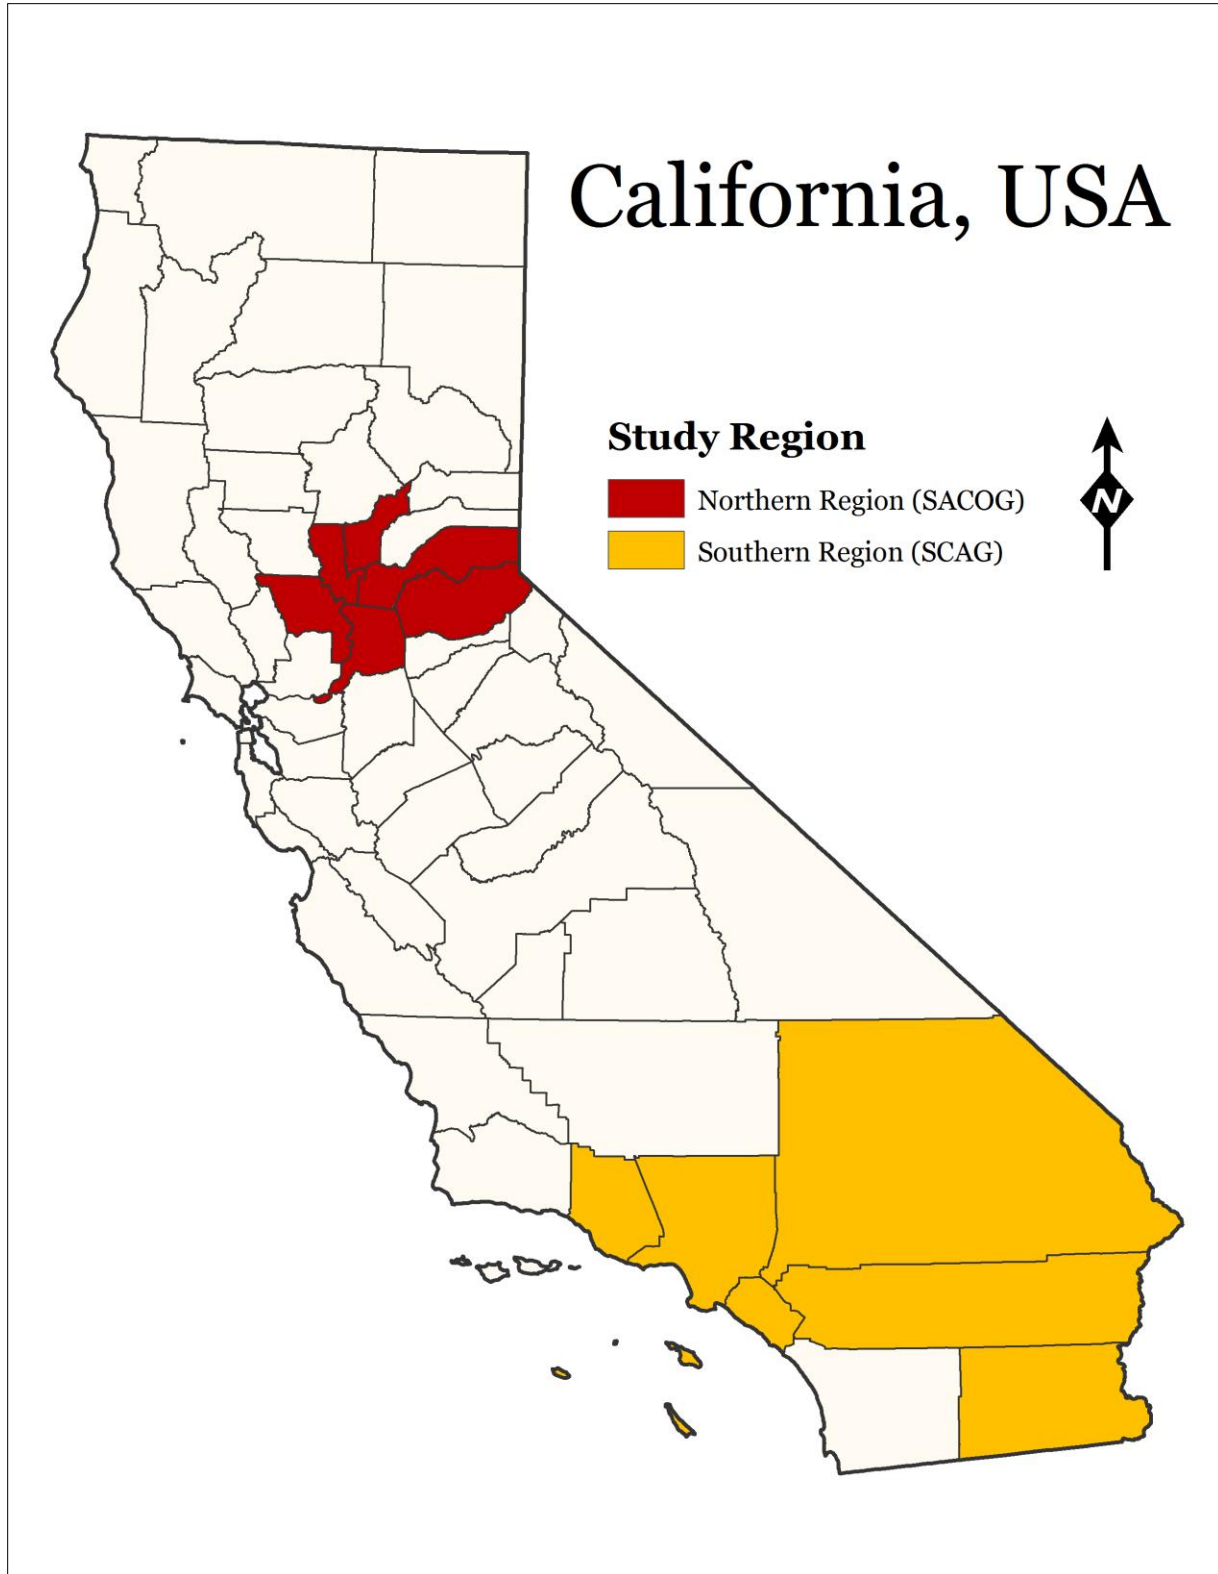 California, USA
Study Region
Northern Region (SACOG)
N
Southern Region (SCAG)